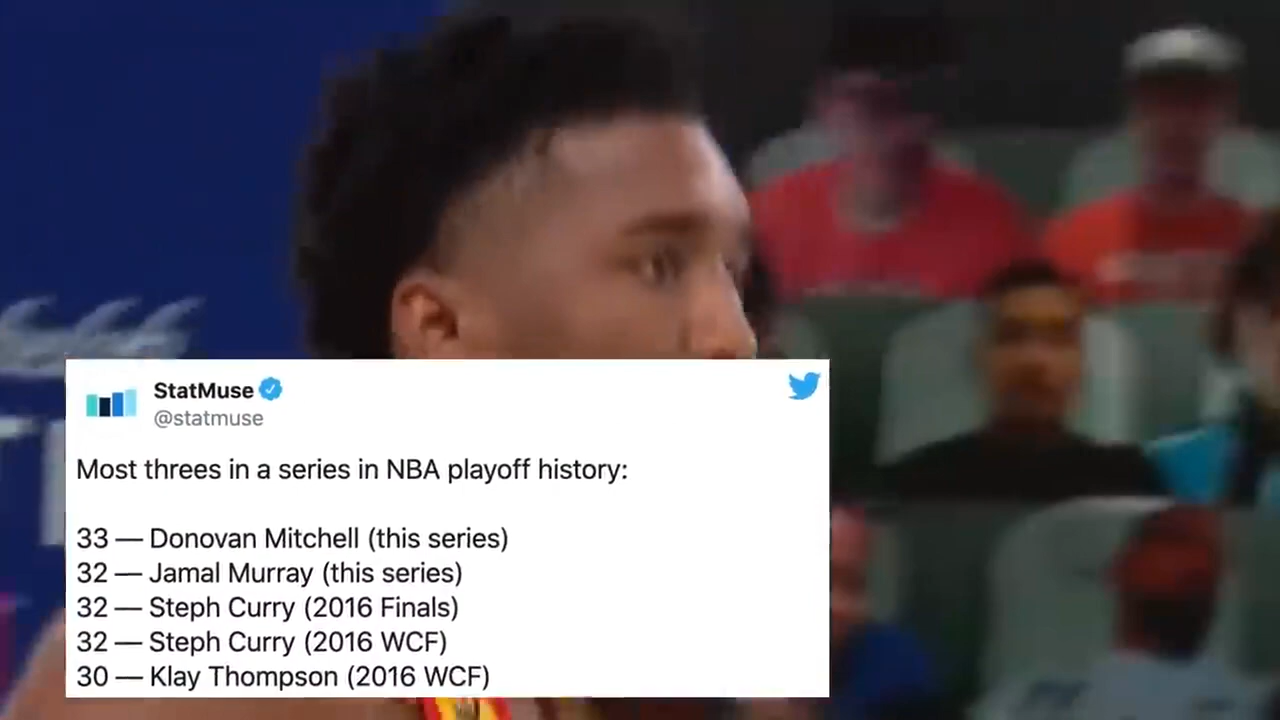 StatMuse
@statmuse
Most threes in a series in NBA playoff history:
33 — Donovan Mitchell (this series)
32 — Jamal Murray (this series)
32 — Steph Curry (2016 Finals)
32 — Steph Curry (2016 WCF)
30 — Klay Thompson (2016 WCF)